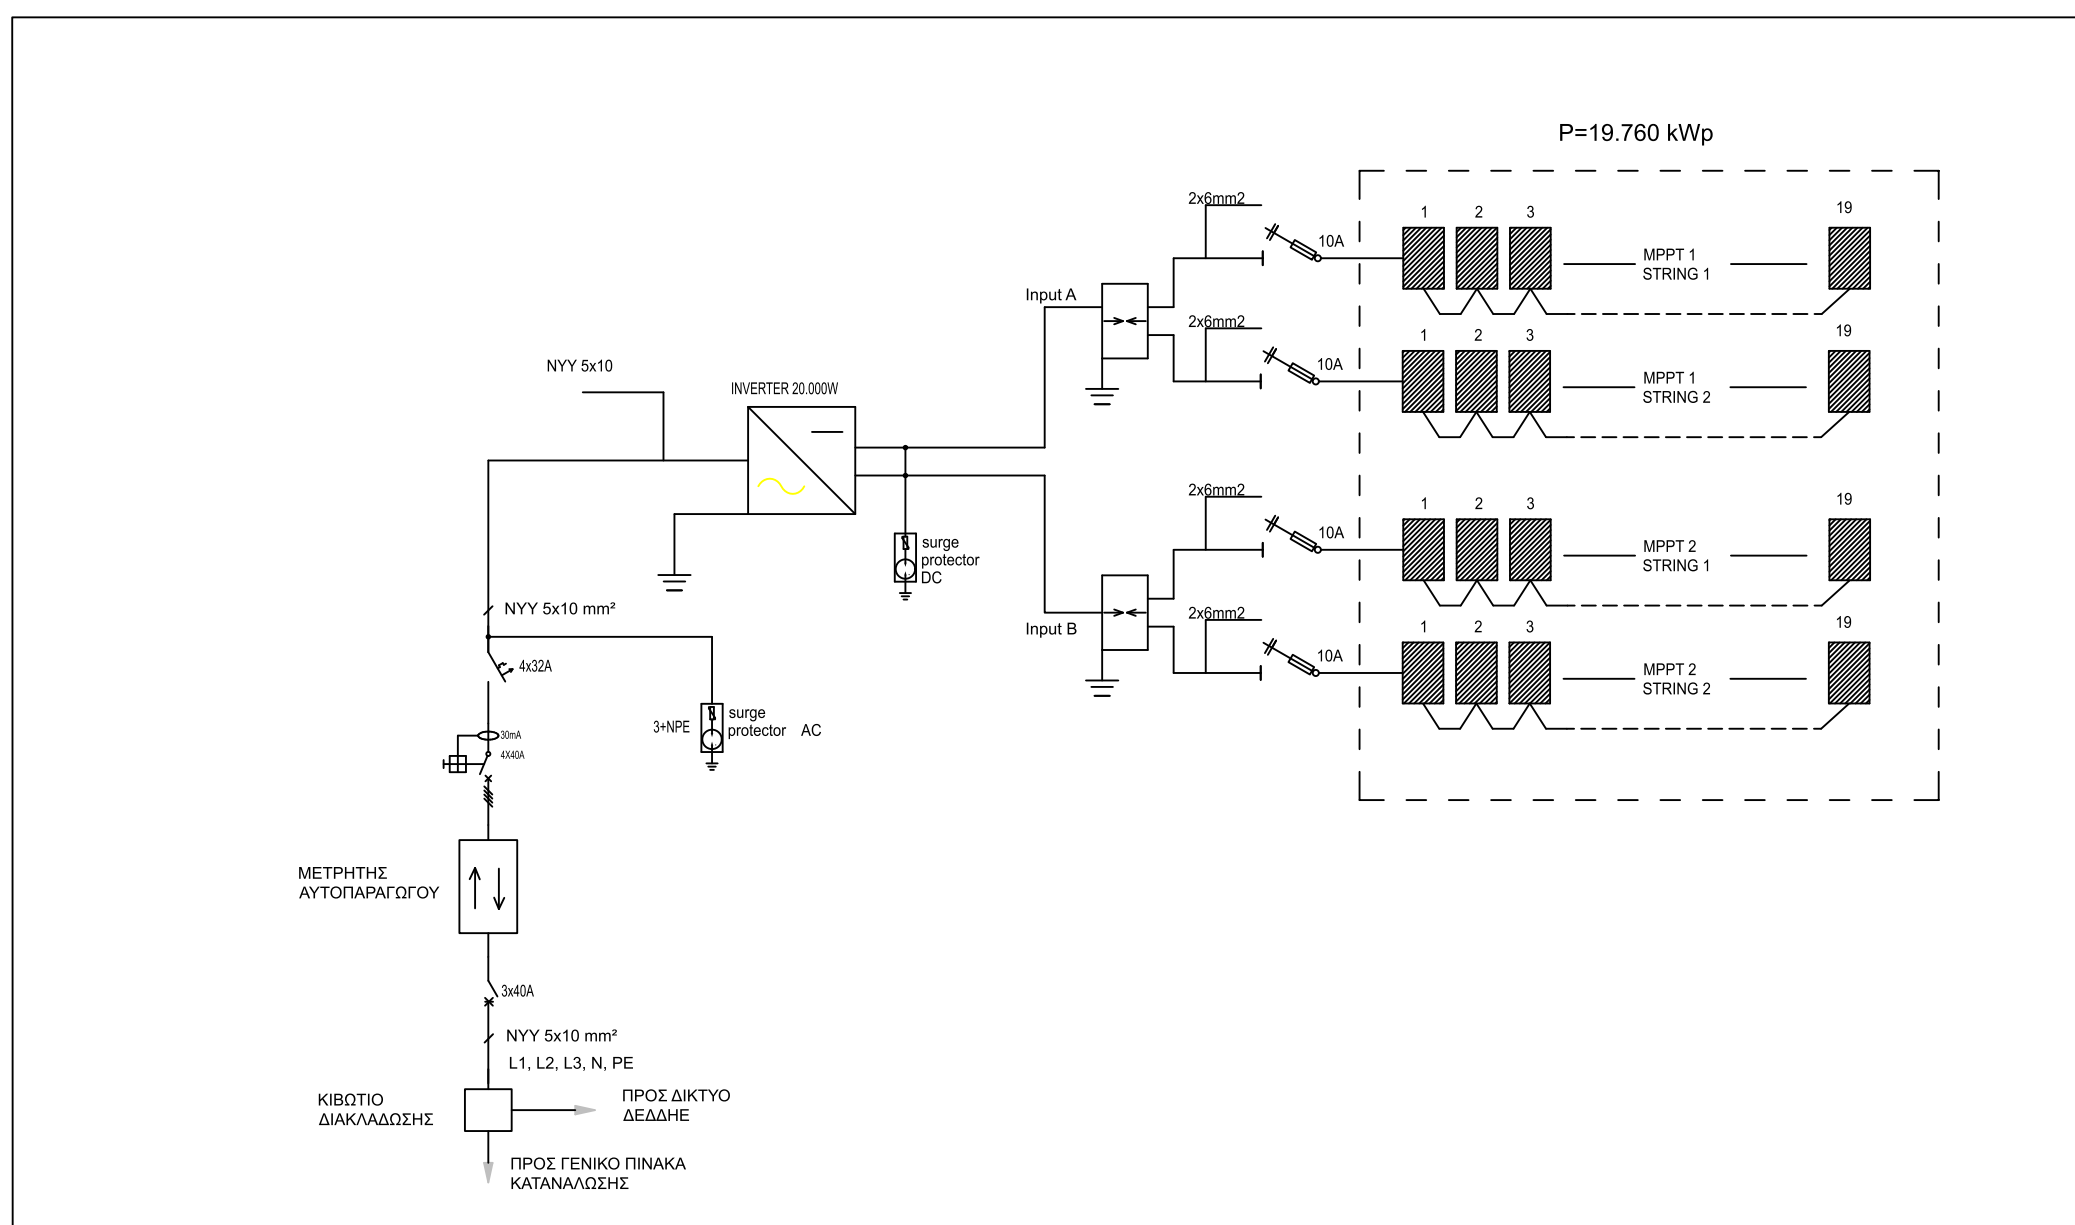 P=19.760 kWp
2x6mm2
10A
1
2
3
19
MPPT 1
STRING 1
Input A
2x6mm2
10A
1
2
3
19
MPPT 1
STRING 2
NYY 5x10
INVERTER 20.000W
2x6mm2
10A
1
2
3
19
MPPT 2
STRING 1
surge
protector
DC
Input B
2x6mm2
10A
1
2
3
19
MPPT 2
STRING 2
NYY 5x10 mm²
4x32A
3+NPE
surge
protector AC
30mA
4X40A
ΜΕΤΡΗΤΗΣ
ΑΥΤΟΠΑΡΑΓΩΓΟΥ
3x40A
NYY 5x10 mm²
L1, L2, L3, N, PE
ΚΙΒΩΤΙΟ
ΔΙΑΚΛΑΔΩΣΗΣ
ΠΡΟΣ ΔΙΚΤΥΟ
ΔΕΔΔΗΕ
ΠΡΟΣ ΓΕΝΙΚΟ ΠΙΝΑΚΑ
ΚΑΤΑΝΑΛΩΣΗΣ